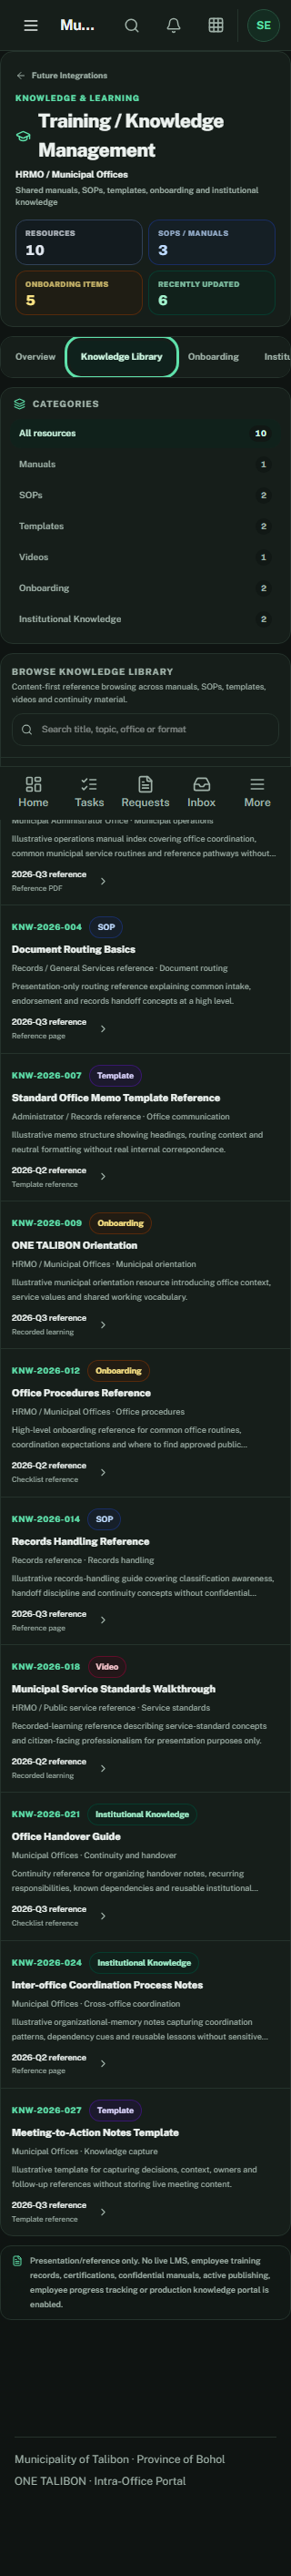 Mu...
SE
Future Integrations
KNOWLEDGE & LEARNING
Training / Knowledge
Management
HRMO / Municipal Offices
Shared manuals, SOPs, templates, onboarding and institutional
knowledge
RESOURCES
10
SOPS / MANUALS
3
ONBOARDING ITEMS
5
RECENTLY UPDATED
6
Overview
Knowledge Library
Onboarding
Institu
CATEGORIES
All resources
10
Manuals
1
SOPs
2
Templates
2
Videos
1
Onboarding
2
Institutional Knowledge
2
BROWSE KNOWLEDGE LIBRARY
Content-first reference browsing across manuals, SOPs, templates,
videos and continuity material.
Search title, topic, office or format
Home
Tasks
Requests
Inbox
More
Municipal Administrator Office · Municipal operations
Illustrative operations manual index covering office coordination,
common municipal service routines and reference pathways without...
2026-Q3 reference
Reference PDF
KNW-2026-004
SOP
Document Routing Basics
Records / General Services reference · Document routing
Presentation-only routing reference explaining common intake,
endorsement and records handoff concepts at a high level.
2026-Q3 reference
Reference page
KNW-2026-007
Template
Standard Office Memo Template Reference
Administrator / Records reference · Office communication
Illustrative memo structure showing headings, routing context and
neutral formatting without real internal correspondence.
2026-Q2 reference
Template reference
KNW-2026-009
Onboarding
ONE TALIBON Orientation
HRMO / Municipal Offices · Municipal orientation
Illustrative municipal orientation resource introducing office context,
service values and shared working vocabulary.
2026-Q3 reference
Recorded learning
KNW-2026-012
Onboarding
Office Procedures Reference
HRMO / Municipal Offices · Office procedures
High-level onboarding reference for common office routines,
coordination expectations and where to find approved public...
2026-Q2 reference
Checklist reference
KNW-2026-014
SOP
Records Handling Reference
Records reference · Records handling
Illustrative records-handling guide covering classification awareness,
handoff discipline and continuity concepts without confidential...
2026-Q3 reference
Reference page
KNW-2026-018
Video
Municipal Service Standards Walkthrough
HRMO / Public service reference · Service standards
Recorded-learning reference describing service-standard concepts
and citizen-facing professionalism for presentation purposes only.
2026-Q2 reference
Recorded learning
KNW-2026-021
Institutional Knowledge
Office Handover Guide
Municipal Offices · Continuity and handover
Continuity reference for organizing handover notes, recurring
responsibilities, known dependencies and reusable institutional...
2026-Q3 reference
Checklist reference
KNW-2026-024
Institutional Knowledge
Inter-office Coordination Process Notes
Municipal Offices · Cross-office coordination
Illustrative organizational-memory notes capturing coordination
patterns, dependency cues and reusable lessons without sensitive...
2026-Q2 reference
Reference page
KNW-2026-027
Template
Meeting-to-Action Notes Template
Municipal Offices · Knowledge capture
Illustrative template for capturing decisions, context, owners and
follow-up references without storing live meeting content.
2026-Q3 reference
Template reference
Presentation/reference only. No live LMS, employee training
records, certifications, confidential manuals, active publishing,
employee progress tracking or production knowledge portal is
enabled.
Municipality of Talibon · Province of Bohol
ONE TALIBON · Intra-Office Portal